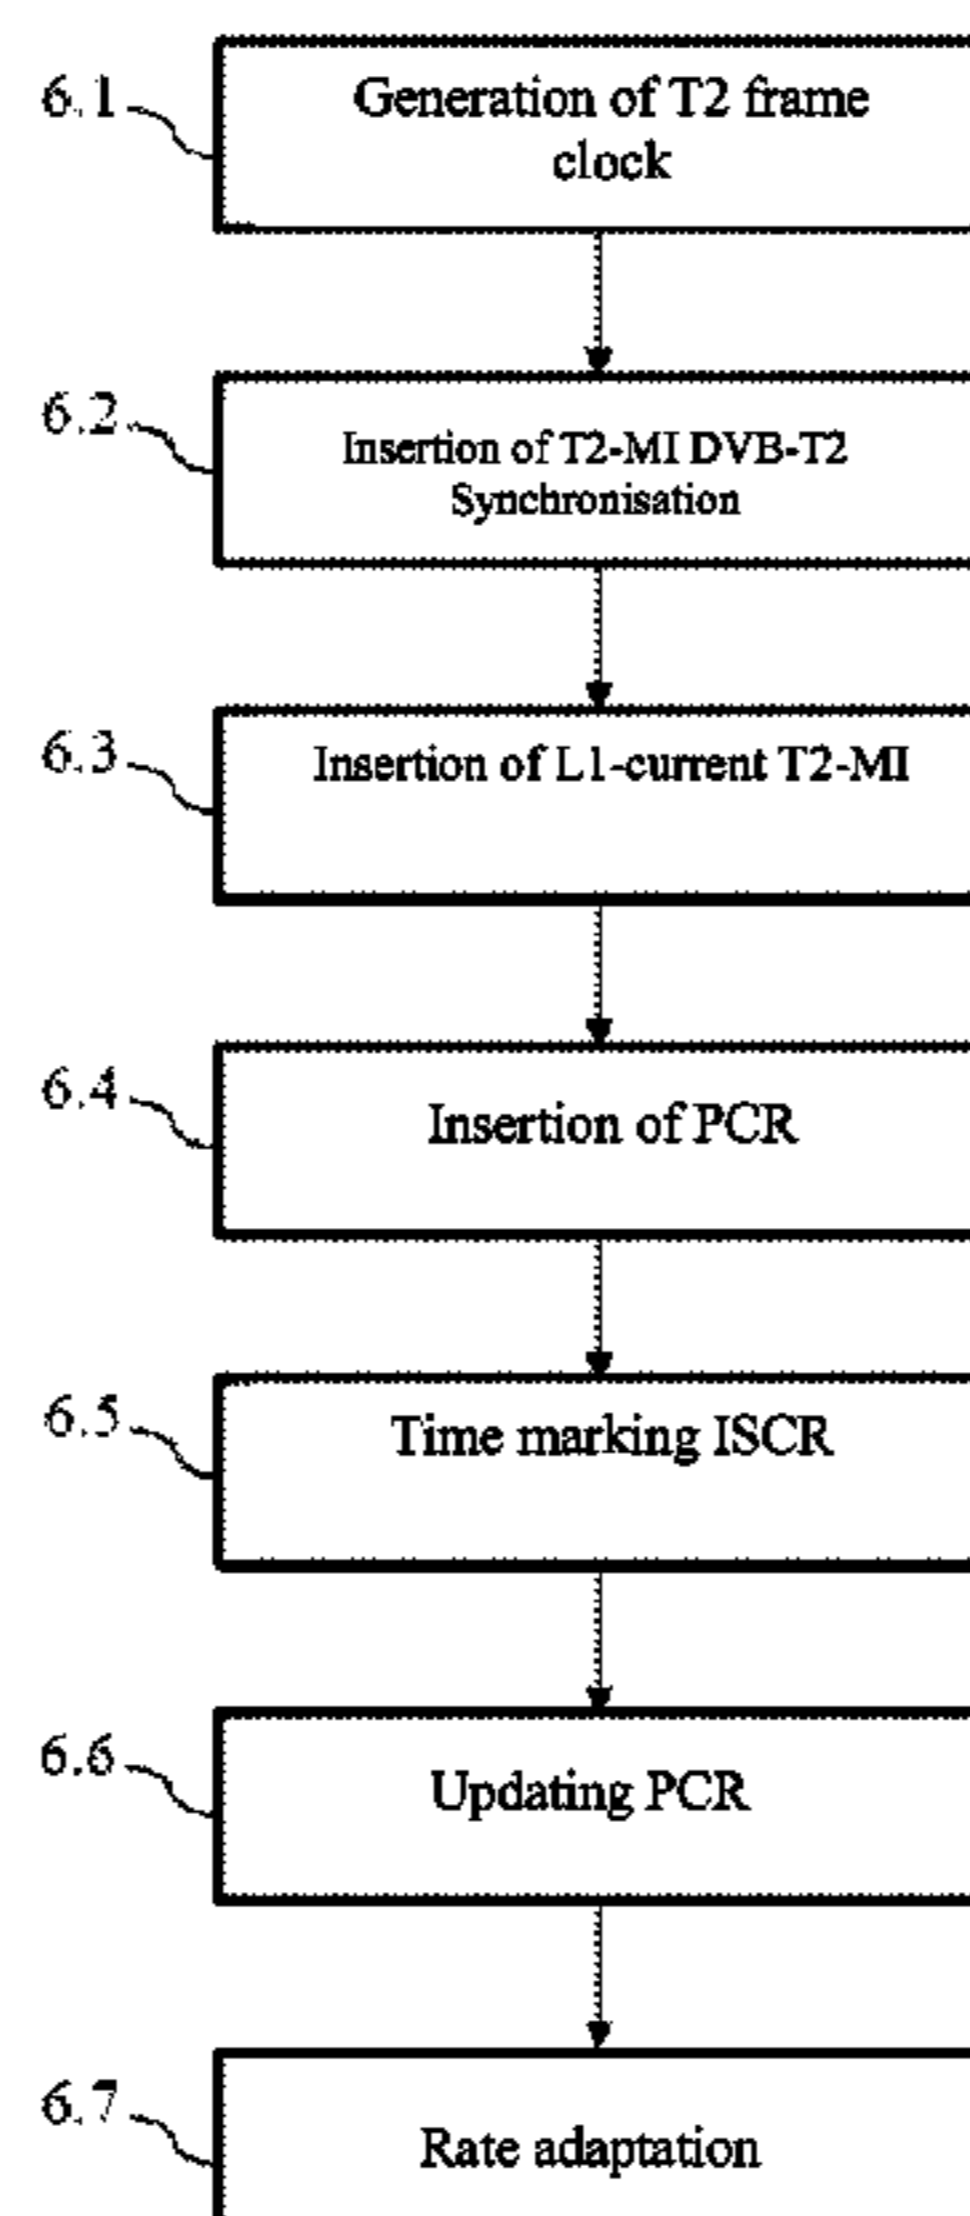 6.1
Generation of T2 frame
clock
6.2
Insertion of T2-MI DVB-T2
Synchronisation
6.3
Insertion of L1-current T2-MI
6.4
Insertion of PCR
6.5
Time marking ISCR
6.6
Updating PCR
6.7
Rate adaptation